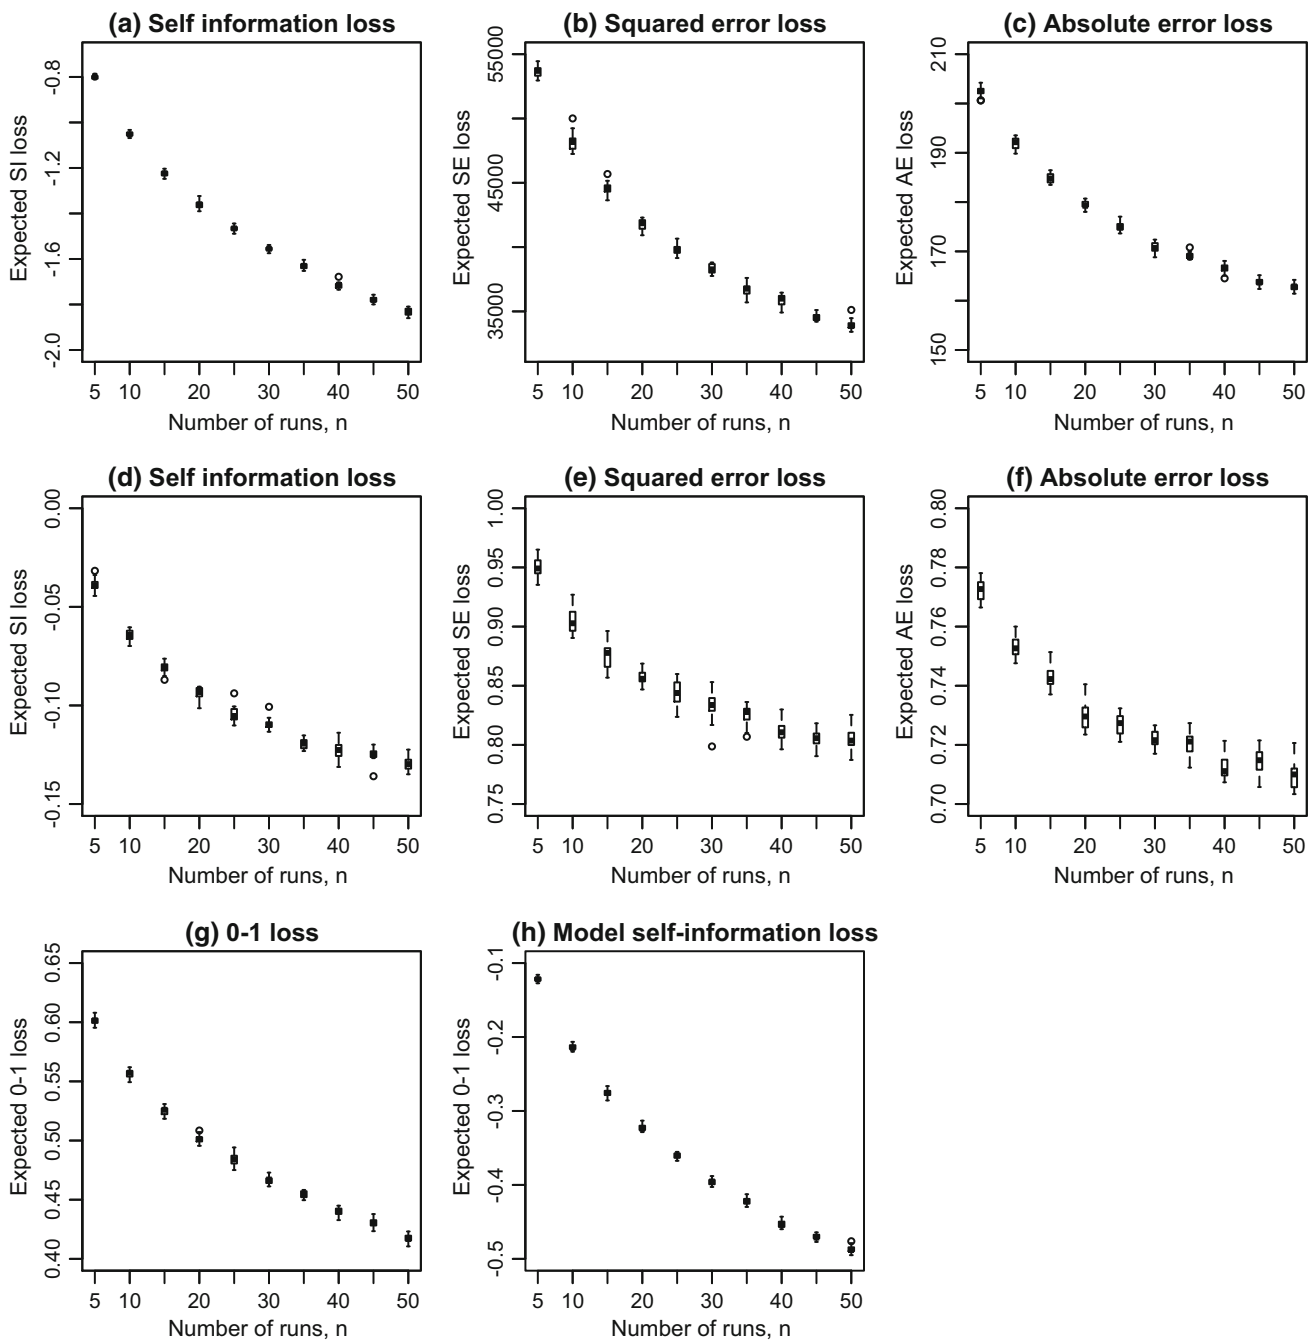 (a) Self information loss
Expected SI loss
-0.8
-1.2
-1.6
-2.0
5 10 20 30 40 50
Number of runs, n
(b) Squared error loss
Expected SE loss
55000
45000
35000
5 10 20 30 40 50
Number of runs, n
(c) Absolute error loss
Expected AE loss
210
190
170
150
5 10 20 30 40 50
Number of runs, n
(d) Self information loss
Expected SI loss
0.00
-0.05
-0.10
-0.15
5 10 20 30 40 50
Number of runs, n
(e) Squared error loss
Expected SE loss
1.00
0.95
0.90
0.85
0.80
0.75
5 10 20 30 40 50
Number of runs, n
(f) Absolute error loss
Expected AE loss
0.80
0.78
0.76
0.74
0.72
0.70
5 10 20 30 40 50
Number of runs, n
(g) 0-1 loss
Expected 0-1 loss
0.65
0.60
0.55
0.50
0.45
0.40
5 10 20 30 40 50
Number of runs, n
(h) Model self-information loss
Expected 0-1 loss
-0.1
-0.2
-0.3
-0.4
-0.5
5 10 20 30 40 50
Number of runs, n